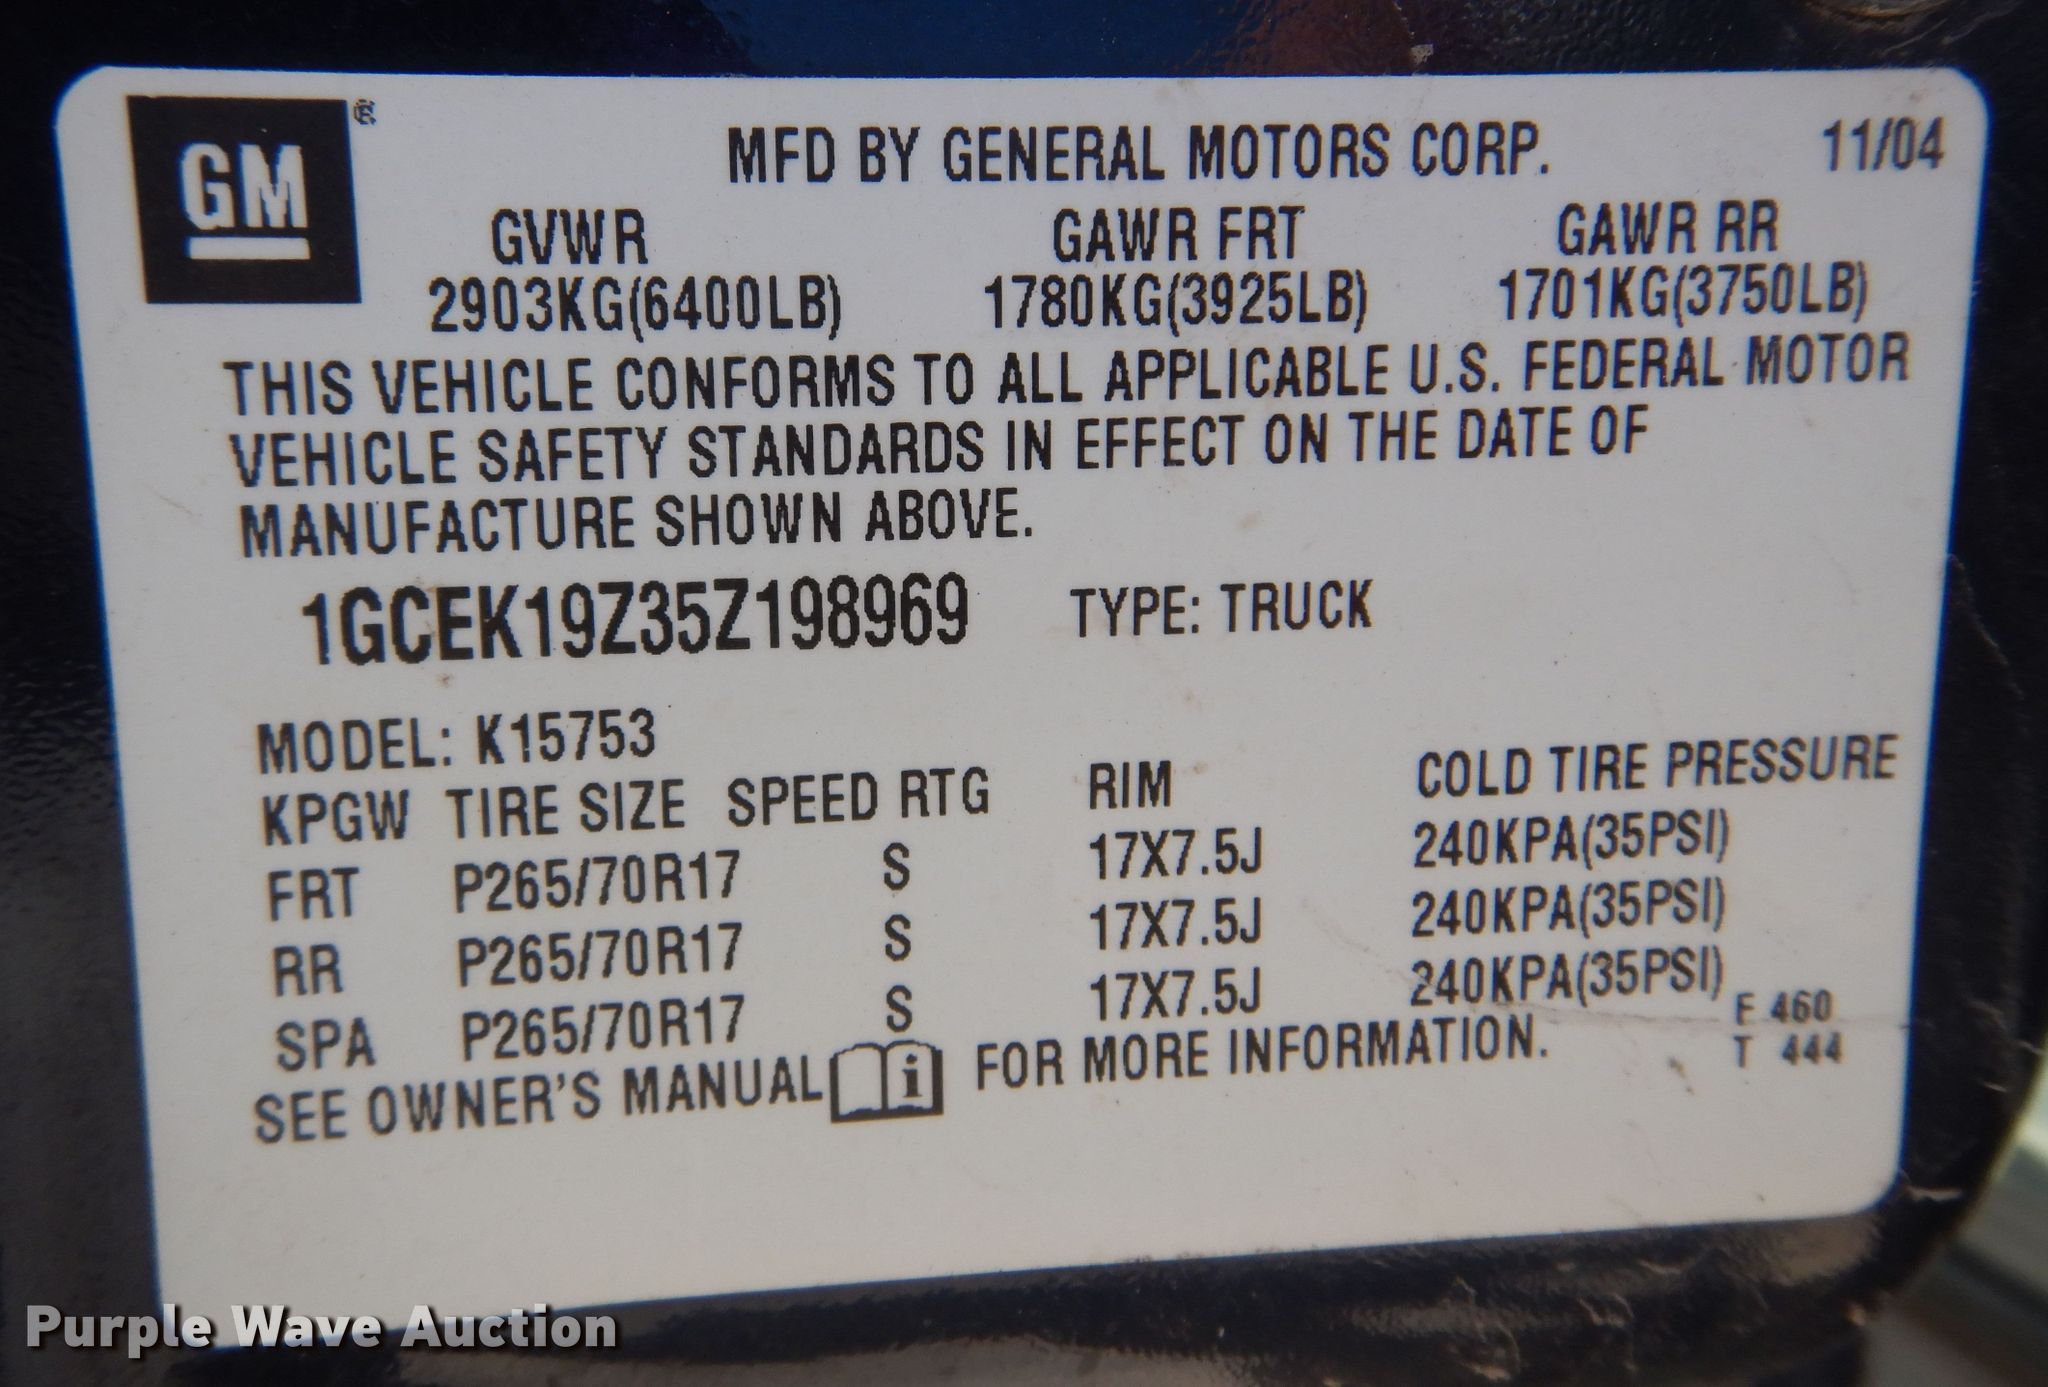 GM®
MFD BY GENERAL MOTORS CORP. 11/04
GVWR GAWR FRT GAWR RR
2903KG(6400LB) 1780KG(3925LB) 1701KG(3750LB)
THIS VEHICLE CONFORMS TO ALL APPLICABLE U.S. FEDERAL MOTOR
VEHICLE SAFETY STANDARDS IN EFFECT ON THE DATE OF
MANUFACTURE SHOWN ABOVE.
1GCEK19Z35Z198969 TYPE: TRUCK
MODEL: K15753
KPGW TIRE SIZE SPEED RTG RIM COLD TIRE PRESSURE
FRT P265/70R17 S 17X7.5J 240KPA(35PSI)
RR P265/70R17 S 17X7.5J 240KPA(35PSI)
SPA P265/70R17 S 17X7.5J 240KPA(35PSI)
SEE OWNER'S MANUAL i FOR MORE INFORMATION.
F 460
T 444
Purple Wave Auction